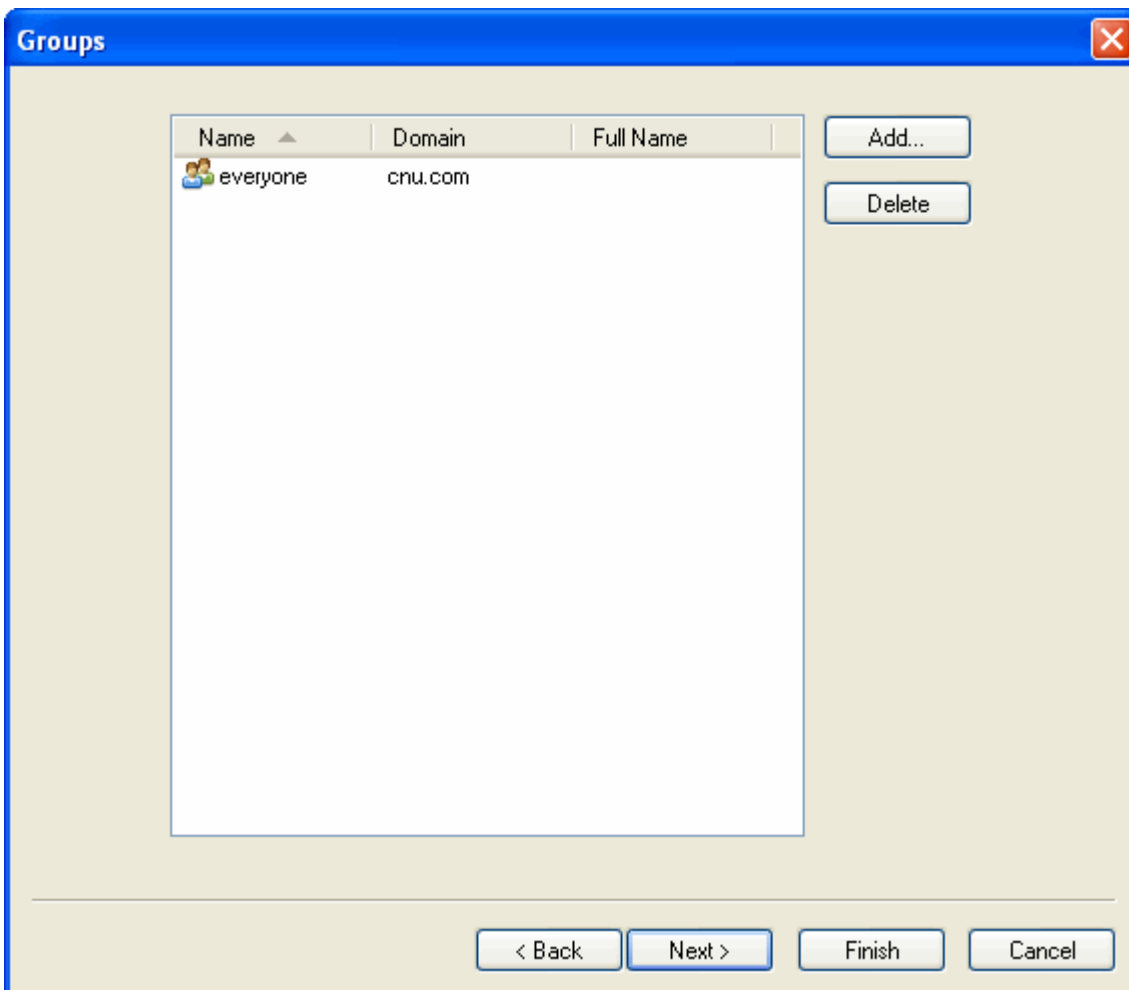 Groups
Name Domain Full Name
everyone cnu.com
Add...
Delete
< Back Next > Finish Cancel